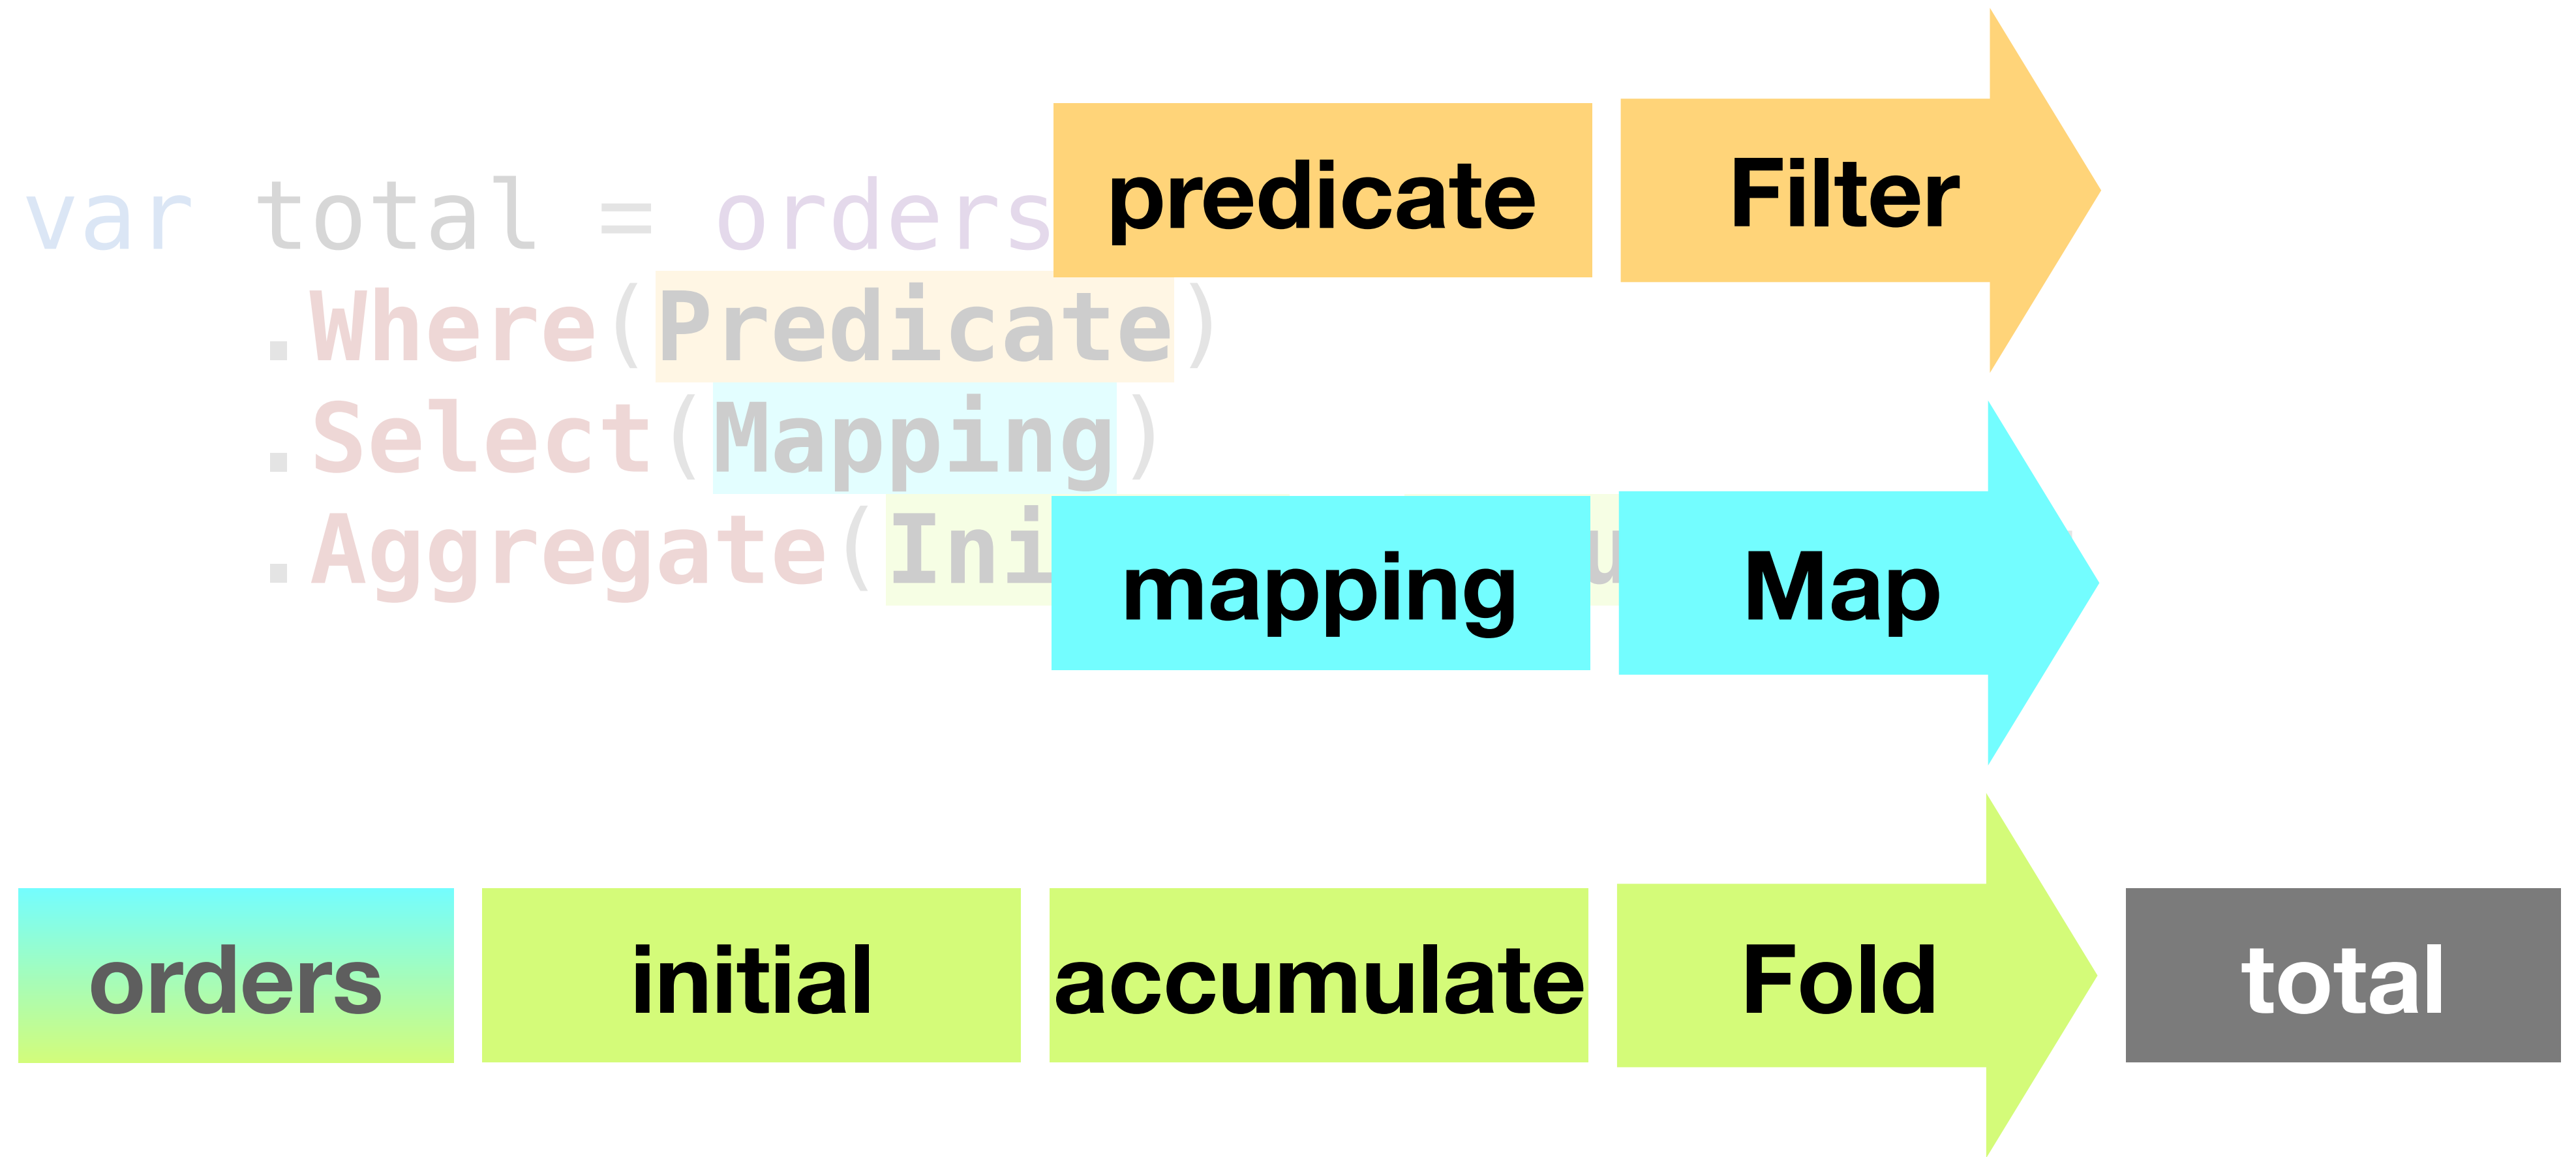 predicate Filter
var total = orders
.Where(Predicate)
.Select(Mapping)
.Aggregate(Ini u
mapping Map
orders initial accumulate Fold total